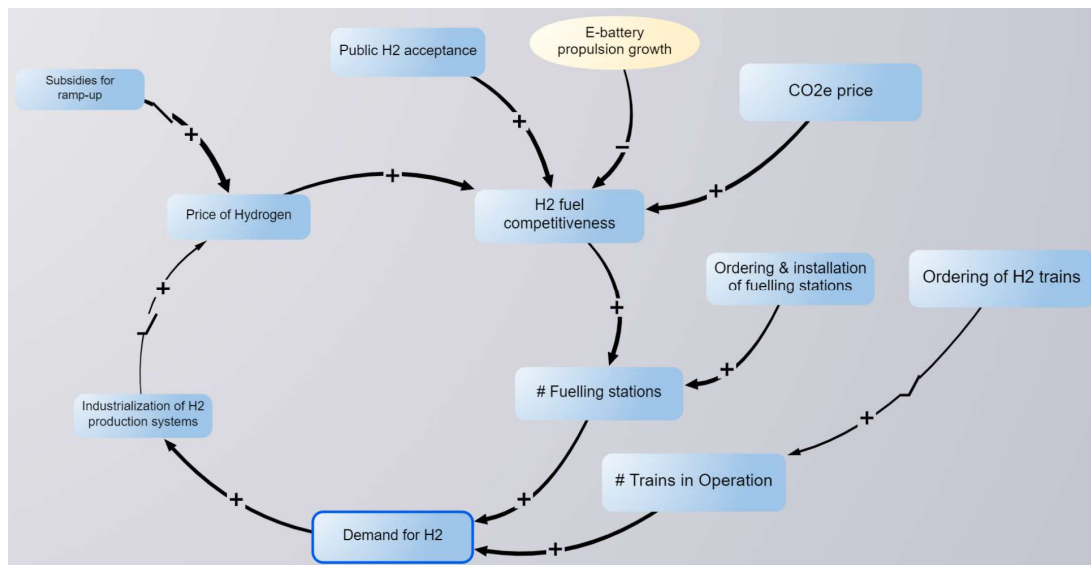 E-battery
propulsion growth
Public H2 acceptance
Subsidies for
ramp-up
CO2e price
+
+
−
+
+
Price of Hydrogen
H2 fuel
competitiveness
Ordering & installation
of fuelling stations
Ordering of H2 trains
+
+
+
# Fuelling stations
Industrialization of H2
production systems
+
# Trains in Operation
+
+
Demand for H2
+